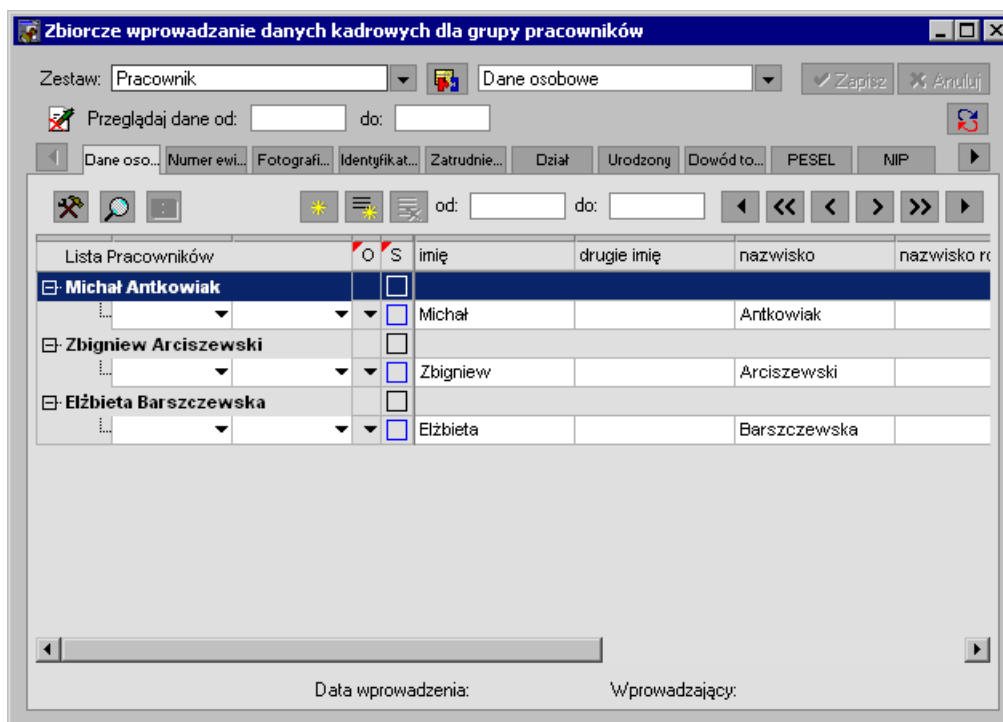 Zbiorcze wprowadzanie danych kadrowych dla grupy pracowników
Zestaw: Pracownik Dane osobowe Zapisz Anuluj
Przeglądaj dane od: do:
Dane oso... Numer ewi... Fotografi... Identyfikat... Zatrudnie... Dział Urodzony Dowód to... PESEL NIP
od: do:
Lista Pracowników O S imię drugie imię nazwisko nazwisko ro
Michał Antkowiak
Michał Antkowiak
Zbigniew Arciszewski
Zbigniew Arciszewski
Elżbieta Barszczewska
Elżbieta Barszczewska
Data wprowadzenia: Wprowadzający: